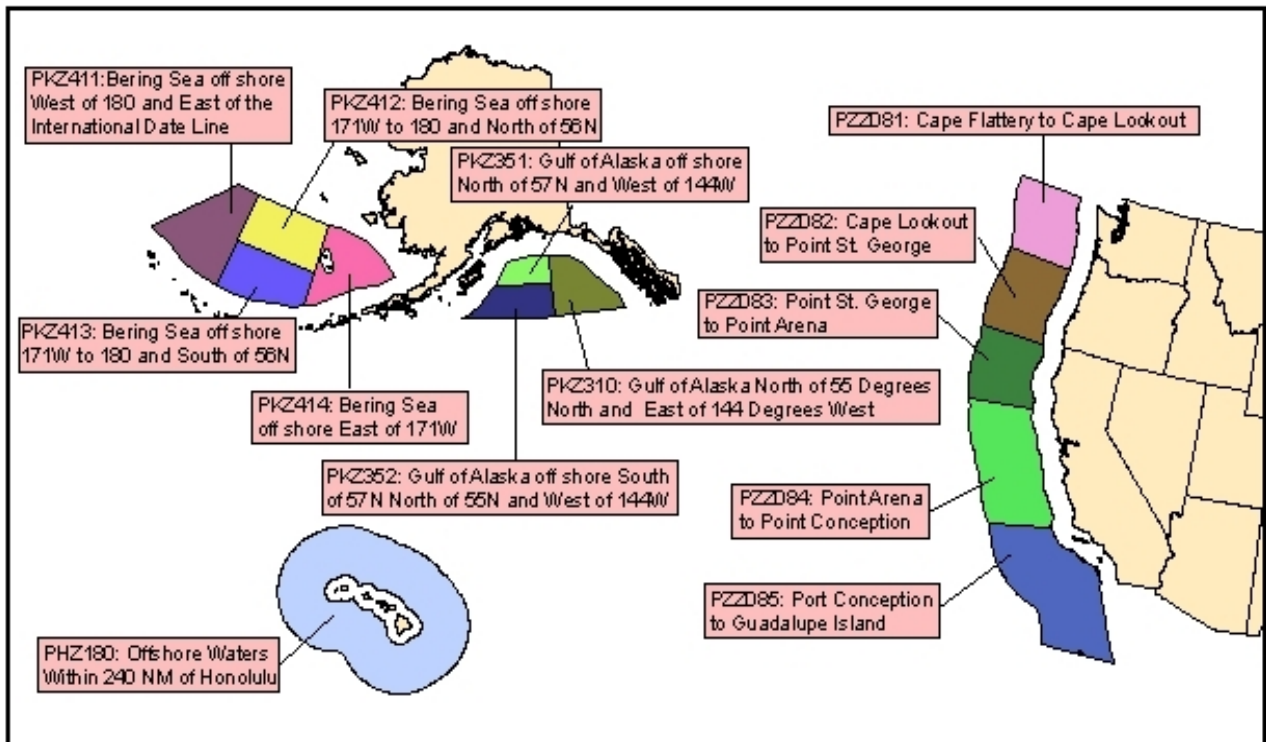 PKZ411:Bering Sea off shore
West of 180 and East of the
International Date Line
PKZ412: Bering Sea off shore
171W to 180 and North of 56N
PKZ351: Gulf of Alaska off shore
North of 57N and West of 144W
PKZ413: Bering Sea off shore
171W to 180 and South of 56N
PKZ414: Bering Sea
off shore East of 171W
PKZ310: Gulf of Alaska North of 55 Degrees
North and East of 144 Degrees West
PKZ352: Gulf of Alaska off shore South
of 57N North of 55N and West of 144W
PHZ180: Offshore Waters
Within 240 NM of Honolulu
PZZD81: Cape Flattery to Cape Lookout
PZZD82: Cape Lookout
to Point St. George
PZZD83: Point St. George
to Point Arena
PZZD84: Point Arena
to Point Conception
PZZD85: Port Conception
to Guadalupe Island